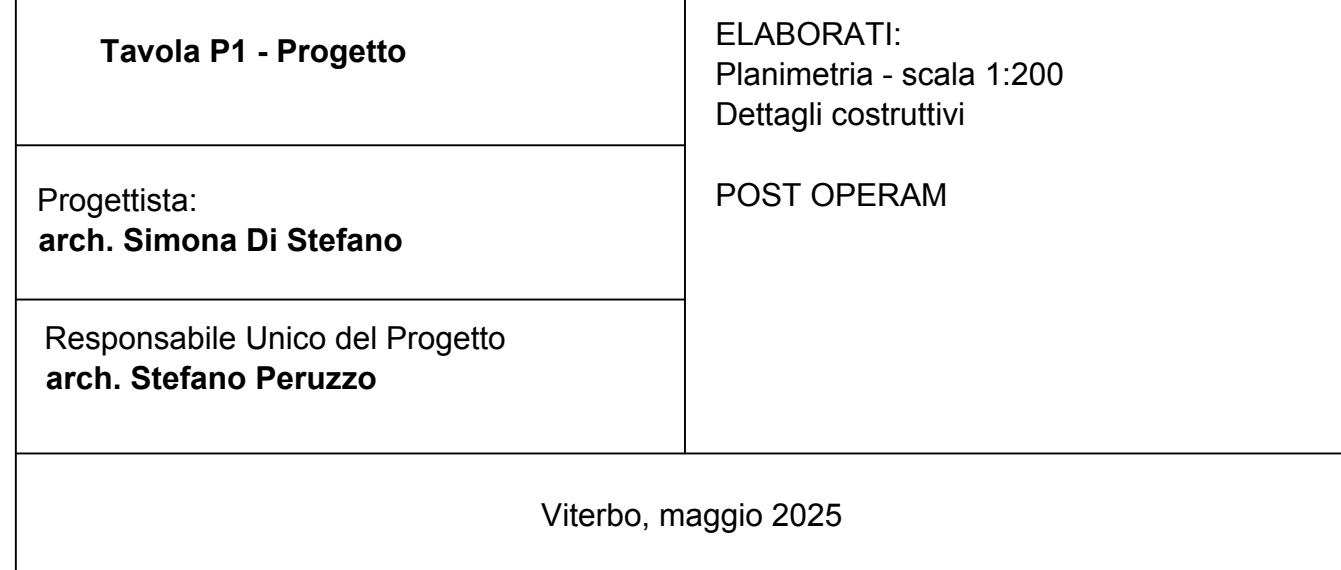 Tavola P1 - Progetto
Progettista:
arch. Simona Di Stefano
Responsabile Unico del Progetto
arch. Stefano Peruzzo
ELABORATI:
Planimetria - scala 1:200
Dettagli costruttivi
POST OPERAM
Viterbo, maggio 2025